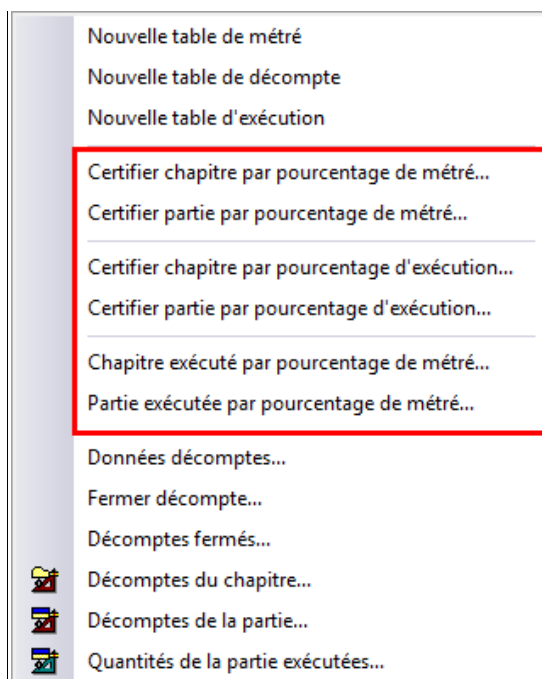 Nouvelle table de métré
Nouvelle table de décompte
Nouvelle table d'exécution
Certifier chapitre par pourcentage de métré...
Certifier partie par pourcentage de métré...
Certifier chapitre par pourcentage d'exécution...
Certifier partie par pourcentage d'exécution...
Chapitre exécuté par pourcentage de métré...
Partie exécutée par pourcentage de métré...
Données décomptes...
Fermer décompte...
Décomptes fermés...
Décomptes du chapitre...
Décomptes de la partie...
Quantités de la partie exécutées...